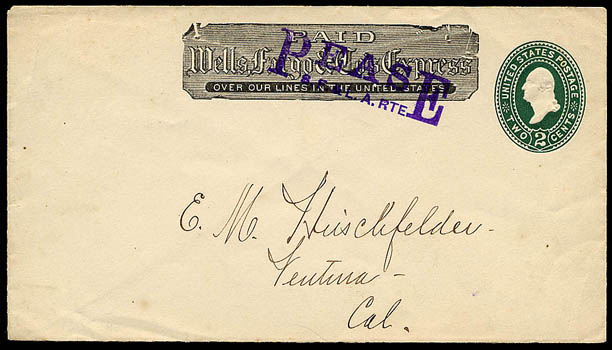 PAID
Wells, Fargo & Co's Express
OVER OUR LINES IN THE UNITED STATES
PEASE
L. A. RTE.
UNITED STATES POSTAGE
TWO 2 CENTS
E. M. Hirschfelder
Ventura
Cal.